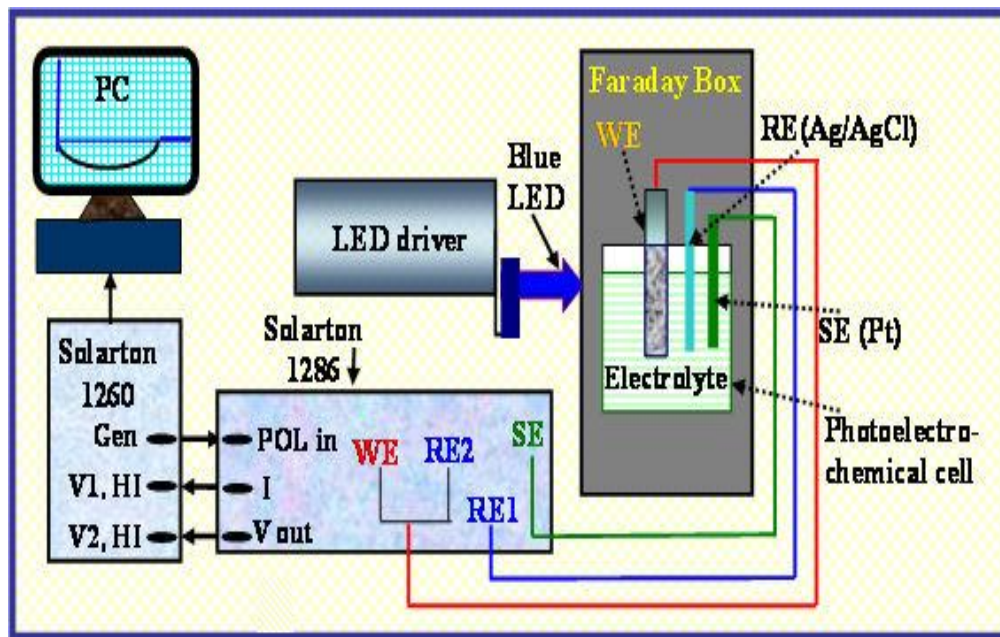 PC
Faraday Box
WE
RE(Ag/AgCl)
Blue
LED
LED driver
SE (Pt)
Electrolyte
Photoelectro-
chemical cell
Solarton
1260
Gen
V1, HI
V2, HI
Solarton
1286
POL in
I
V out
WE
RE2
RE1
SE